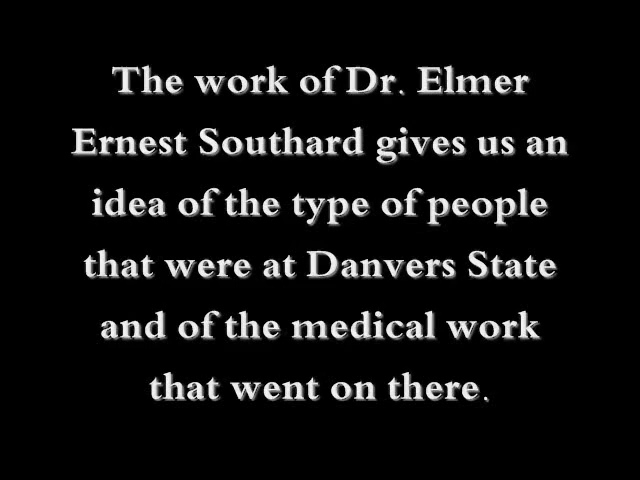 The work of Dr. Elmer
Ernest Southard gives us an
idea of the type of people
that were at Danvers State
and of the medical work
that went on there.